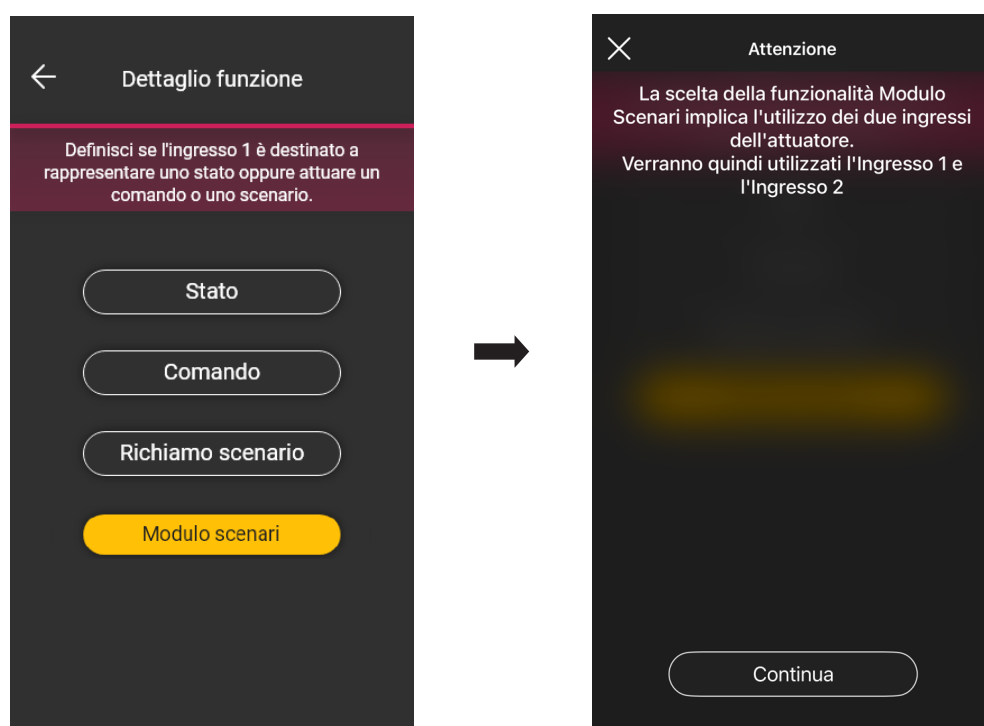 Dettaglio funzione
Definisci se l'ingresso 1 è destinato a
rappresentare uno stato oppure attuare un
comando o uno scenario.
Stato
Comando
Richiamo scenario
Modulo scenari
Attenzione
La scelta della funzionalità Modulo
Scenari implica l'utilizzo dei due ingressi
dell'attuatore.
Verranno quindi utilizzati l'Ingresso 1 e
l'Ingresso 2
Continua